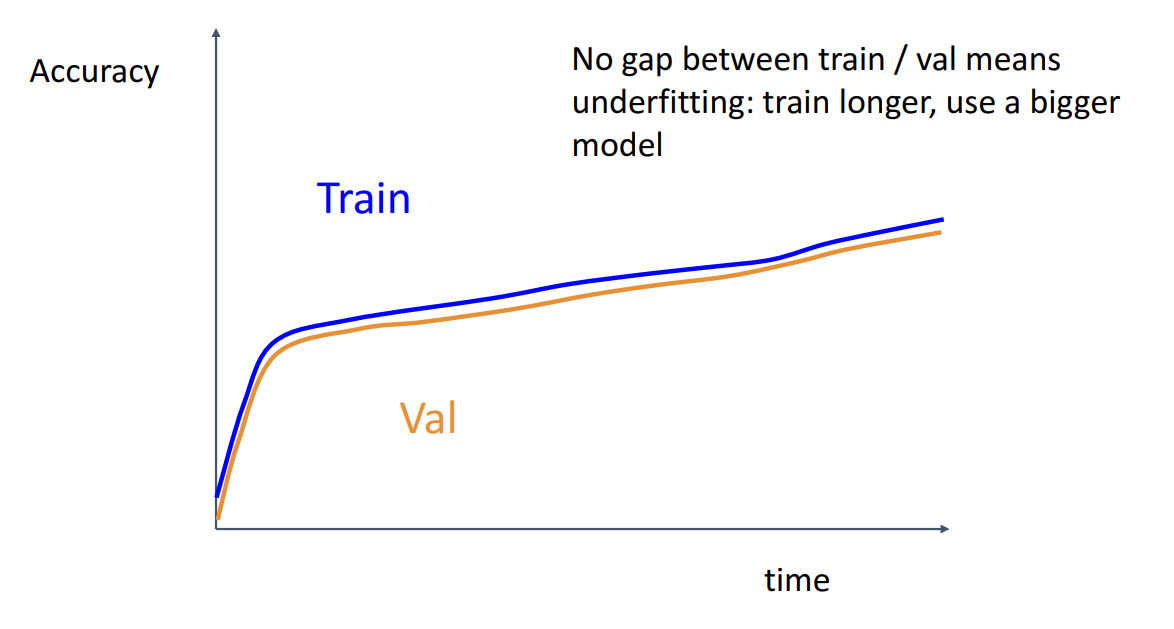 Accuracy
No gap between train / val means
underfitting: train longer, use a bigger
model
Train
Val
time